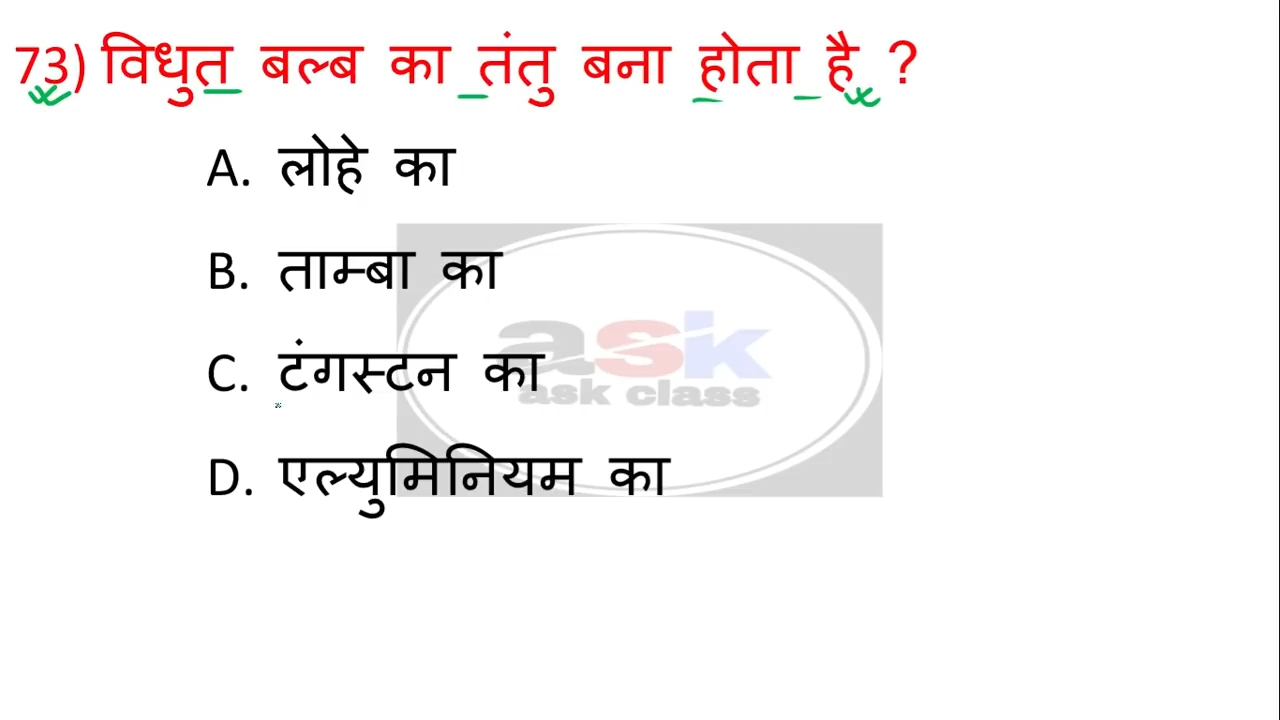 73) विधुत बल्ब का तंतु बना होता है ?
A. लोहे का
B. ताम्बा का
ask
C. टंगस्टन का
ask class
D. एल्युमिनियम का